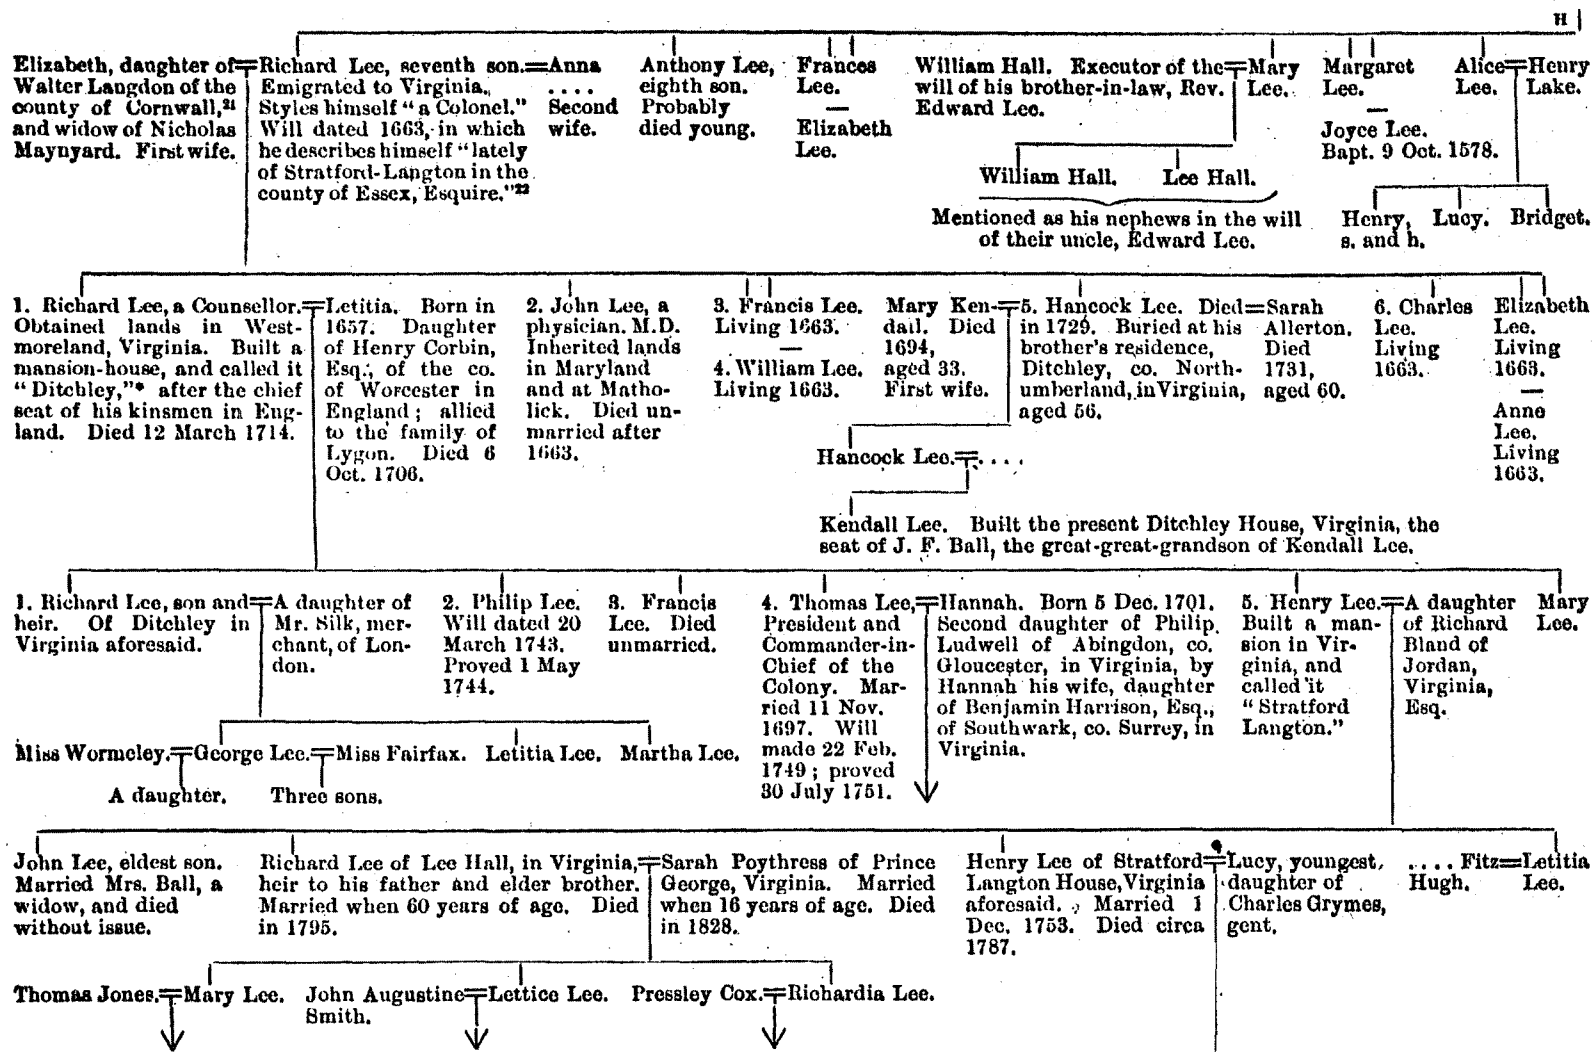 H
Elizabeth, daughter of
Walter Langdon of the
county of Cornwall,²¹
and widow of Nicholas
Maynyard. First wife.
Richard Lee, seventh son.
Emigrated to Virginia.
Styles himself "a Colonel."
Will dated 1663, in which
he describes himself "lately
of Stratford-Langton in the
county of Essex, Esquire."²²
Anna
....
Second
wife.
Anthony Lee,
eighth son.
Probably
died young.
Frances
Lee.
—
Elizabeth
Lee.
William Hall. Executor of the
will of his brother-in-law, Rev.
Edward Lee.
Mary
Lee.
Margaret
Lee.
—
Joyce Lee.
Bapt. 9 Oct. 1578.
Alice
Lee.
Henry
Lake.
William Hall.
Lee Hall.
Mentioned as his nephews in the will
of their uncle, Edward Lee.
Henry,
s. and h.
Lucy.
Bridget.
1. Richard Lee, a Counsellor.
Obtained lands in West-
moreland, Virginia. Built a
mansion-house, and called it
"Ditchley,"* after the chief
seat of his kinsmen in Eng-
land. Died 12 March 1714.
Letitia. Born in
1657. Daughter
of Henry Corbin,
Esq., of the co.
of Worcester in
England; allied
to the family of
Lygon. Died 6
Oct. 1706.
2. John Lee, a
physician. M.D.
Inherited lands
in Maryland
and at Matho-
lick. Died un-
married after
1663.
3. Francis Lee.
Living 1663.
—
4. William Lee.
Living 1663.
Mary Ken-
dall. Died
1694,
aged 33.
First wife.
5. Hancock Lee. Died
in 1729. Buried at his
brother's residence,
Ditchley, co. North-
umberland, in Virginia,
aged 56.
Sarah
Allerton.
Died
1731,
aged 60.
6. Charles
Lee.
Living
1663.
Elizabeth
Lee.
Living
1663.
—
Anne
Lee.
Living
1663.
Hancock Lee.
....
Kendall Lee. Built the present Ditchley House, Virginia, the
seat of J. F. Ball, the great-great-grandson of Kendall Lee.
1. Richard Lee, son and
heir. Of Ditchley in
Virginia aforesaid.
A daughter of
Mr. Silk, mer-
chant, of Lon-
don.
2. Philip Lee.
Will dated 20
March 1743.
Proved 1 May
1744.
3. Francis
Lee. Died
unmarried.
4. Thomas Lee,
President and
Commander-in-
Chief of the
Colony. Mar-
ried 11 Nov.
1697. Will
made 22 Feb.
1749; proved
30 July 1751.
Hannah. Born 5 Dec. 1701.
Second daughter of Philip
Ludwell of Abingdon, co.
Gloucester, in Virginia, by
Hannah his wife, daughter
of Benjamin Harrison, Esq.,
of Southwark, co. Surrey, in
Virginia.
5. Henry Lee.
Built a man-
sion in Vir-
ginia, and
called it
"Stratford
Langton."
A daughter
of Richard
Bland of
Jordan,
Virginia,
Esq.
Mary
Lee.
Miss Wormeley.
George Lee.
Miss Fairfax.
Letitia Lee.
Martha Lee.
A daughter.
Three sons.
John Lee, eldest son.
Married Mrs. Ball, a
widow, and died
without issue.
Richard Lee of Lee Hall, in Virginia,
heir to his father and elder brother.
Married when 60 years of age. Died
in 1795.
Sarah Poythress of Prince
George, Virginia. Married
when 16 years of age. Died
in 1828.
Henry Lee of Stratford
Langton House, Virginia
aforesaid. Married 1
Dec. 1753. Died circa
1787.
Lucy, youngest
daughter of
Charles Grymes,
gent.
.... Fitz
Hugh.
Letitia
Lee.
Thomas Jones.
Mary Lee.
John Augustine
Smith.
Lettice Lee.
Pressley Cox.
Richardia Lee.